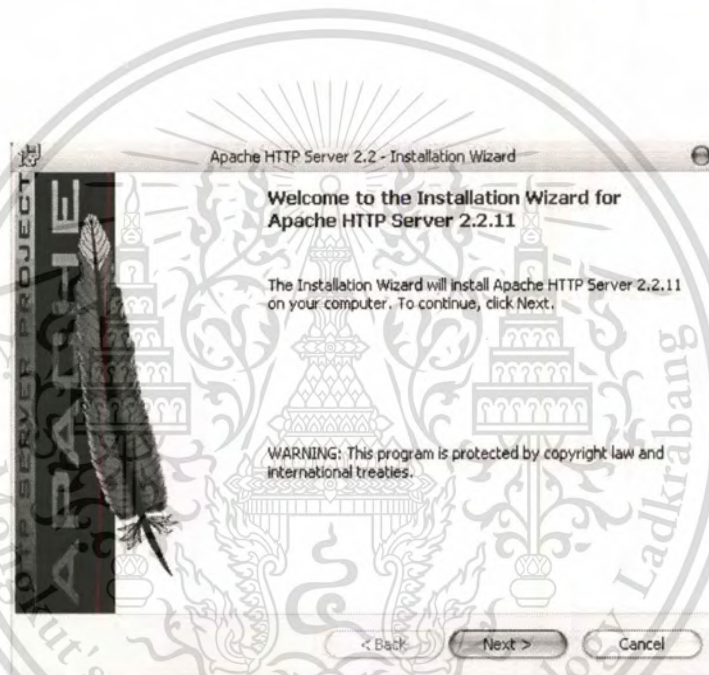 Apache HTTP Server 2.2 - Installation Wizard
Welcome to the Installation Wizard for
Apache HTTP Server 2.2.11
The Installation Wizard will install Apache HTTP Server 2.2.11
on your computer. To continue, click Next.
WARNING: This program is protected by copyright law and
international treaties.
< Back
Next >
Cancel
APACHE
SERVER PROJECT
Ladkrabang